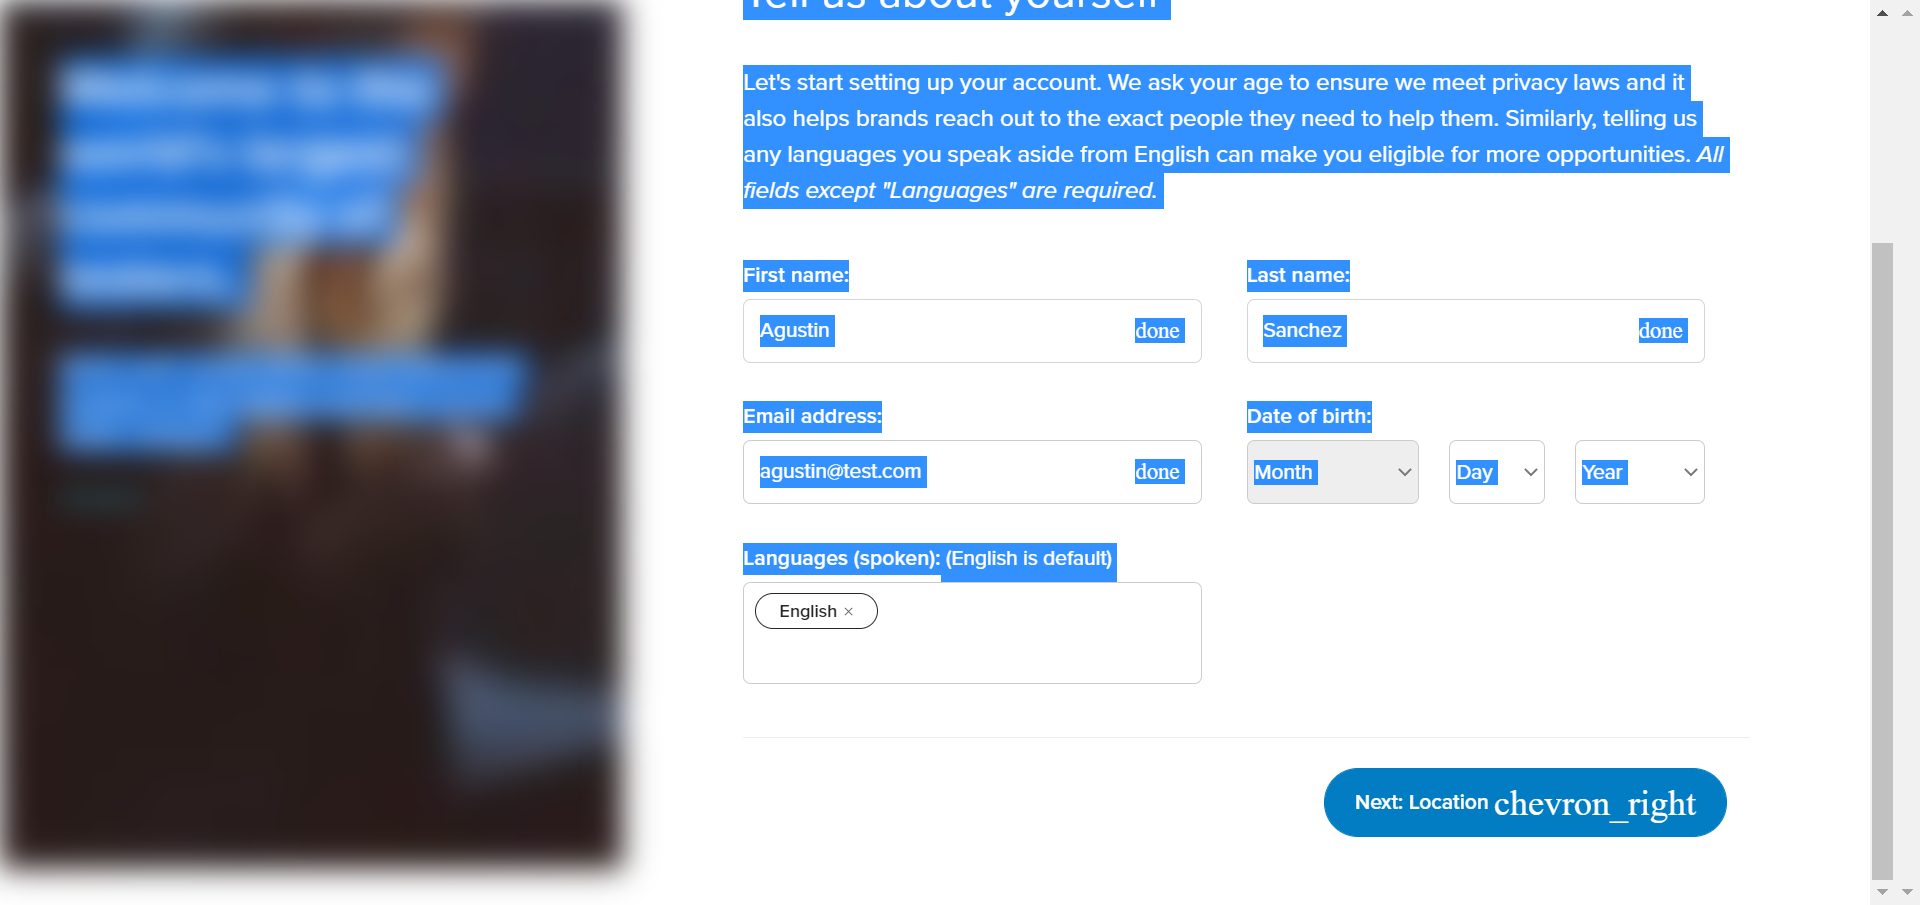 Tell us about yourself
Let's start setting up your account. We ask your age to ensure we meet privacy laws and it
also helps brands reach out to the exact people they need to help them. Similarly, telling us
any languages you speak aside from English can make you eligible for more opportunities. All
fields except "Languages" are required.
First name:
Last name:
Agustin done
Sanchez done
Email address:
Date of birth:
agustin@test.com done
Month
Day
Year
Languages (spoken): (English is default)
English ×
Next: Location chevron_right